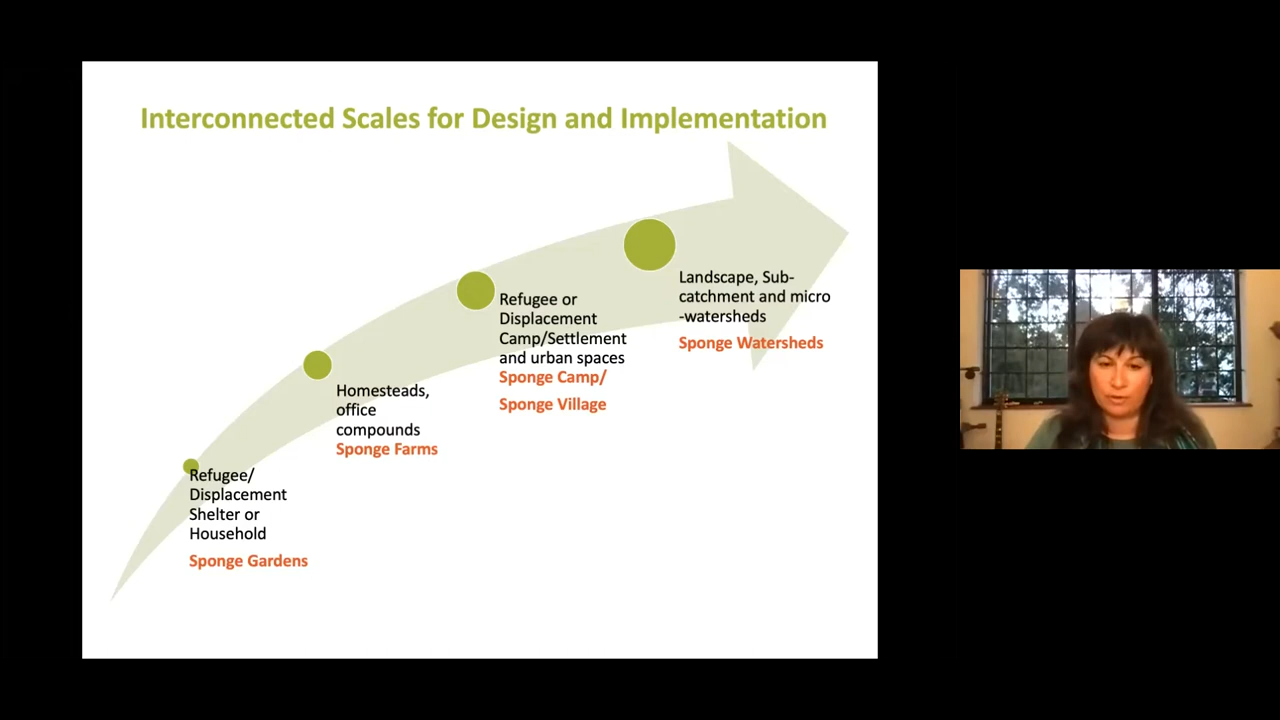 Interconnected Scales for Design and Implementation
Refugee/
Displacement
Shelter or
Household
Sponge Gardens
Homesteads,
office
compounds
Sponge Farms
Refugee or
Displacement
Camp/Settlement
and urban spaces
Sponge Camp/
Sponge Village
Landscape, Sub-
catchment and micro
-watersheds
Sponge Watersheds